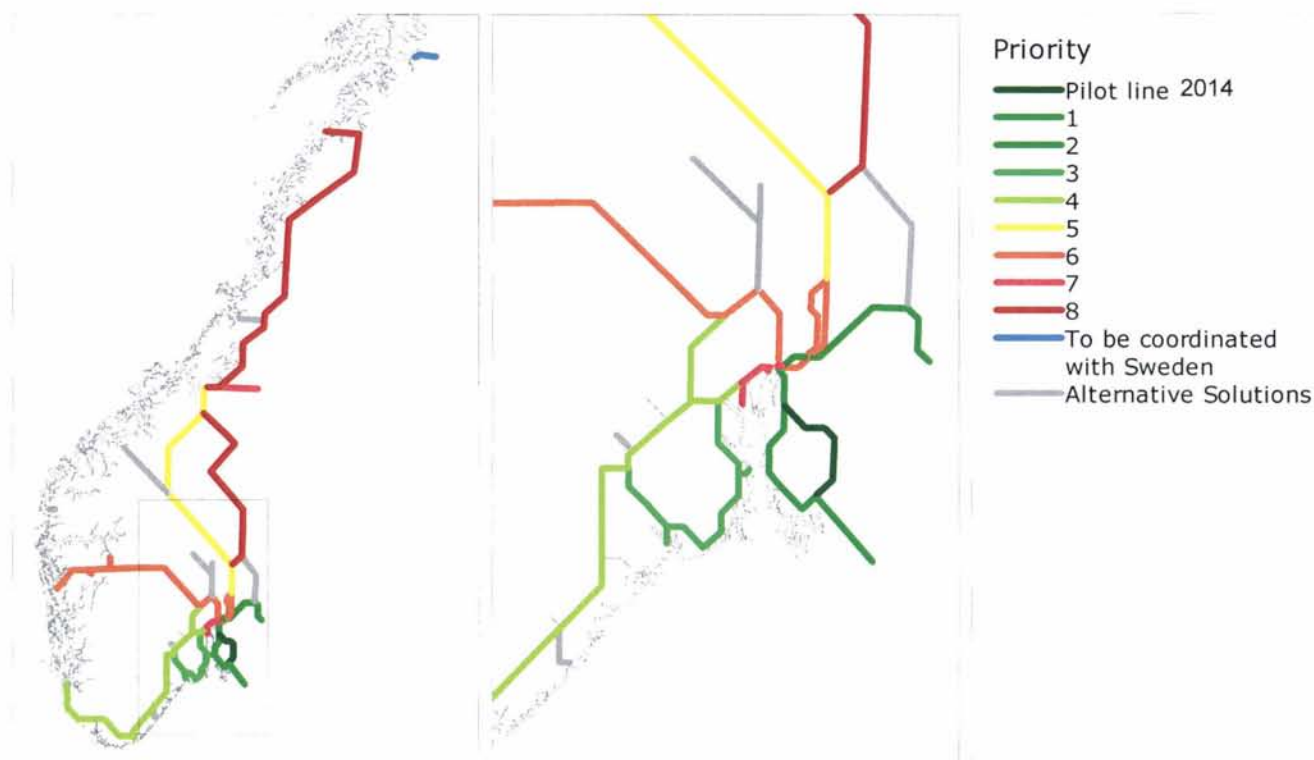 Priority
Pilot line 2014
1
2
3
4
5
6
7
8
To be coordinated
with Sweden
Alternative Solutions